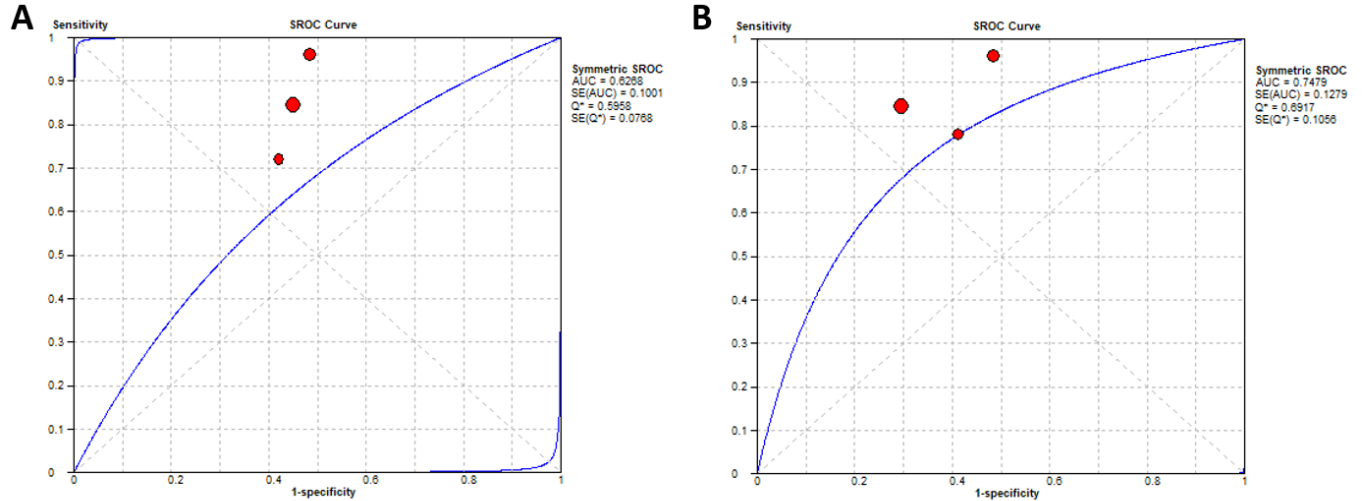 A
Sensitivity
SROC Curve
1
0.9
0.8
0.7
0.6
0.5
0.4
0.3
0.2
0.1
0
0
0.2
0.4
0.6
0.8
1
1-specificity
Symmetric SROC
AUC = 0.6268
SE(AUC) = 0.1001
Q* = 0.5958
SE(Q*) = 0.0768
B
Sensitivity
SROC Curve
1
0.9
0.8
0.7
0.6
0.5
0.4
0.3
0.2
0.1
0
0
0.2
0.4
0.6
0.8
1
1-specificity
Symmetric SROC
AUC = 0.7479
SE(AUC) = 0.1279
Q* = 0.6917
SE(Q*) = 0.1056